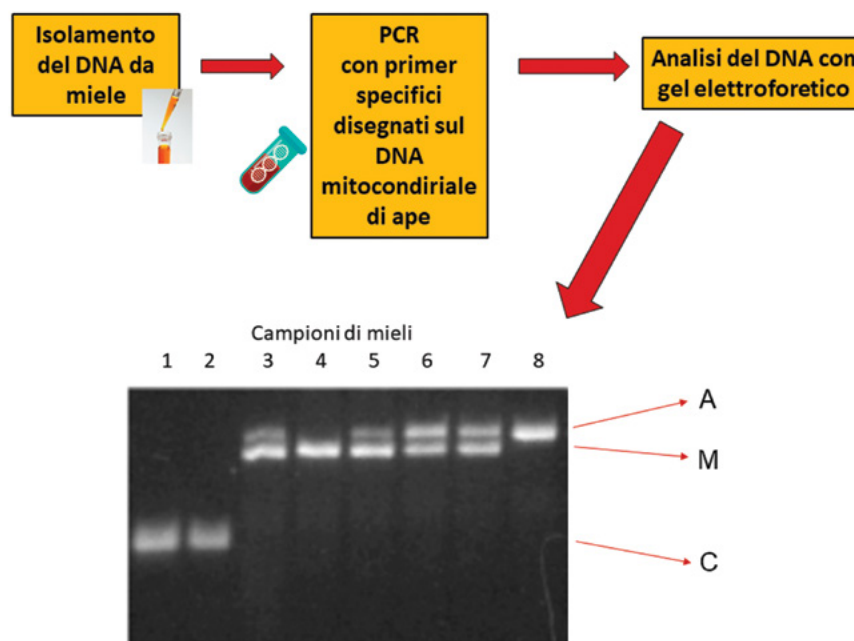 Isolamento
del DNA da
miele
PCR
con primer
specifici
disegnati sul
DNA
mitocondiriale
di ape
Analisi del DNA con
gel elettroforetico
Campioni di mieli
1 2 3 4 5 6 7 8
A
M
C